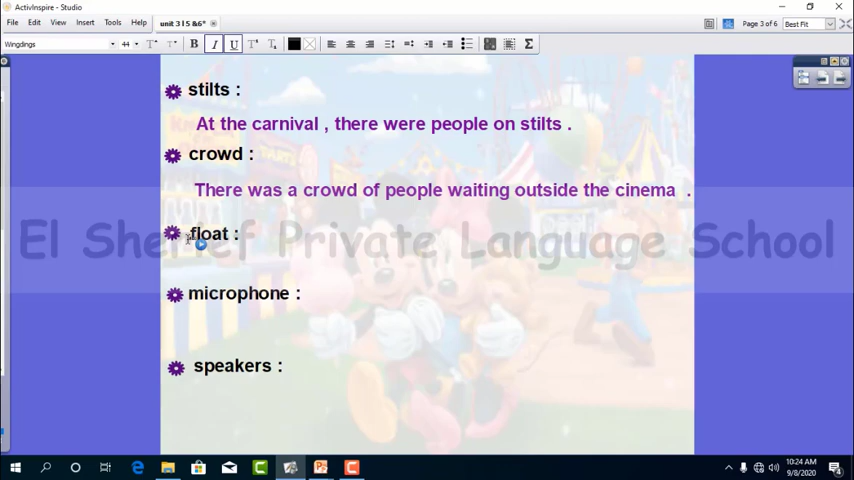 ActivInspire - Studio
File Edit View Insert Tools Help unit 3 l 5 &6*
Page 3 of 6 Best Fit
Wingdings 44 B I U
stilts :
At the carnival , there were people on stilts .
crowd :
There was a crowd of people waiting outside the cinema .
El Sherief Private Language School
float :
microphone :
speakers :
10:24 AM
9/8/2020
4